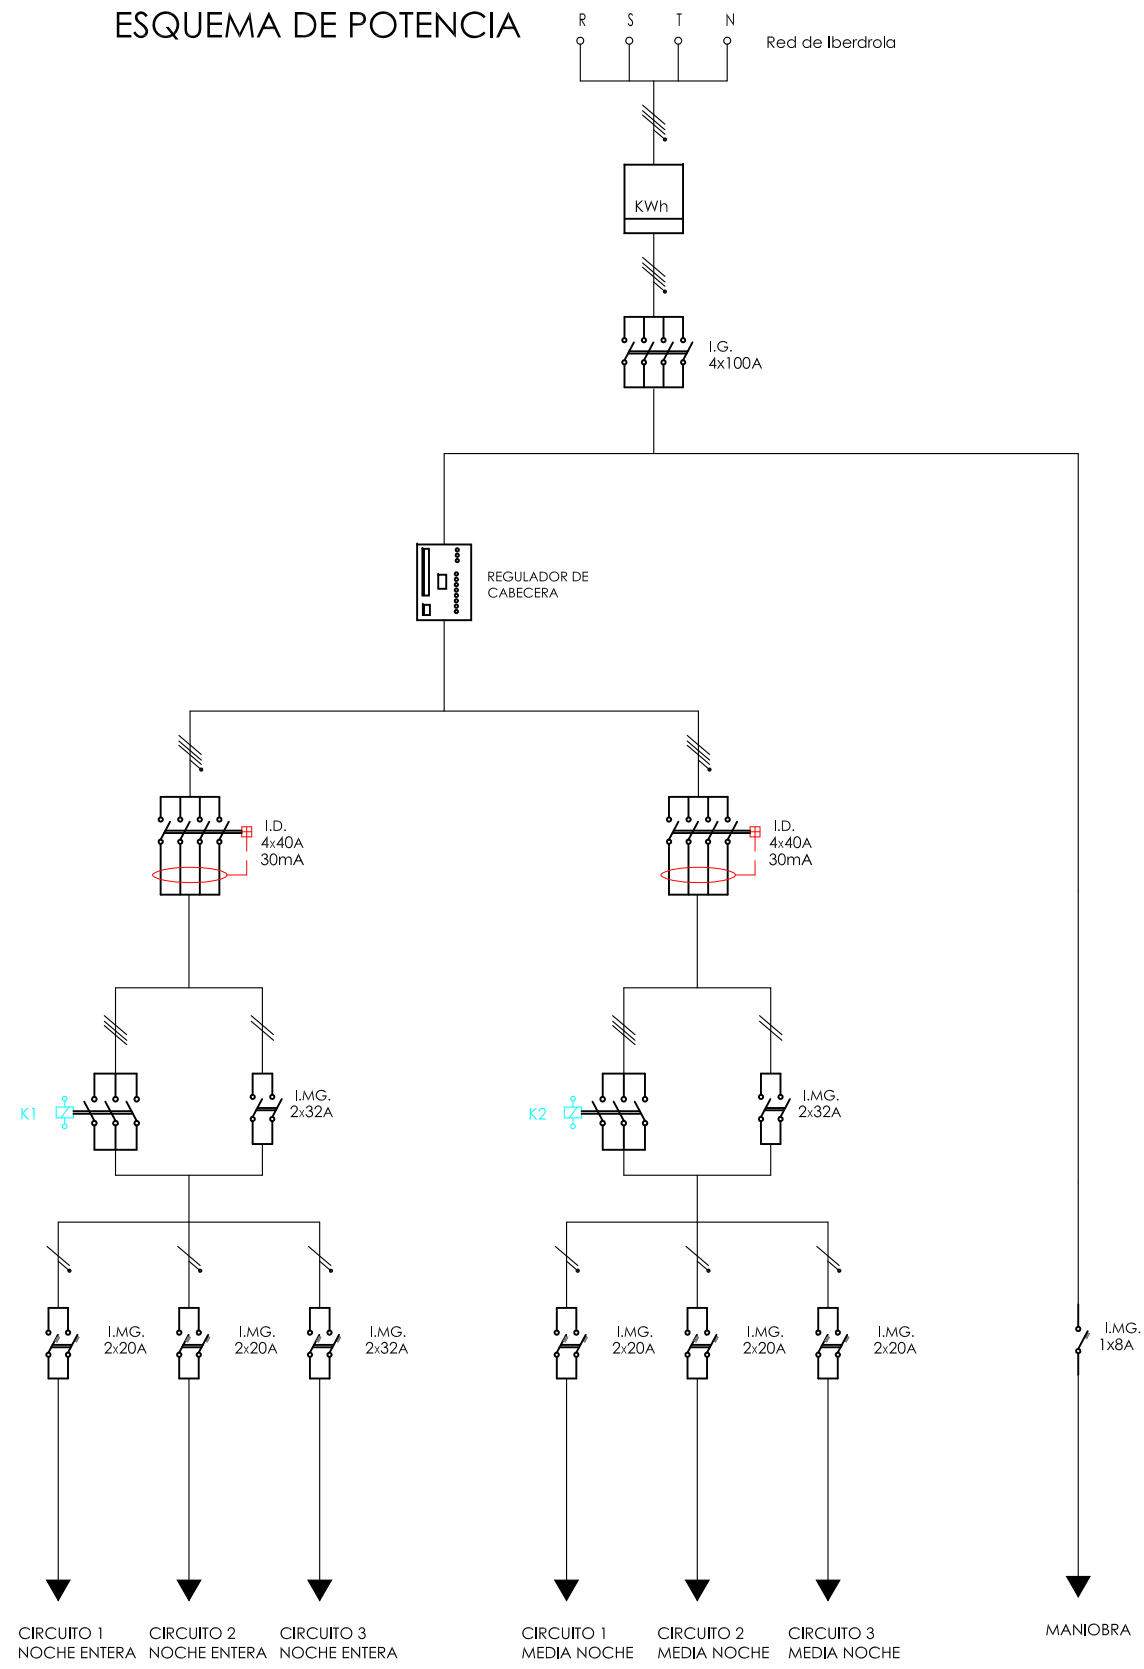 ESQUEMA DE POTENCIA
R S T N
Red de Iberdrola
KWh
I.G.
4x100A
REGULADOR DE
CABECERA
I.D.
4x40A
30mA
I.D.
4x40A
30mA
K1
I.MG.
2x32A
K2
I.MG.
2x32A
I.MG.
2x20A
I.MG.
2x20A
I.MG.
2x32A
I.MG.
2x20A
I.MG.
2x20A
I.MG.
2x20A
I.MG.
1x8A
CIRCUITO 1
NOCHE ENTERA
CIRCUITO 2
NOCHE ENTERA
CIRCUITO 3
NOCHE ENTERA
CIRCUITO 1
MEDIA NOCHE
CIRCUITO 2
MEDIA NOCHE
CIRCUITO 3
MEDIA NOCHE
MANIOBRA